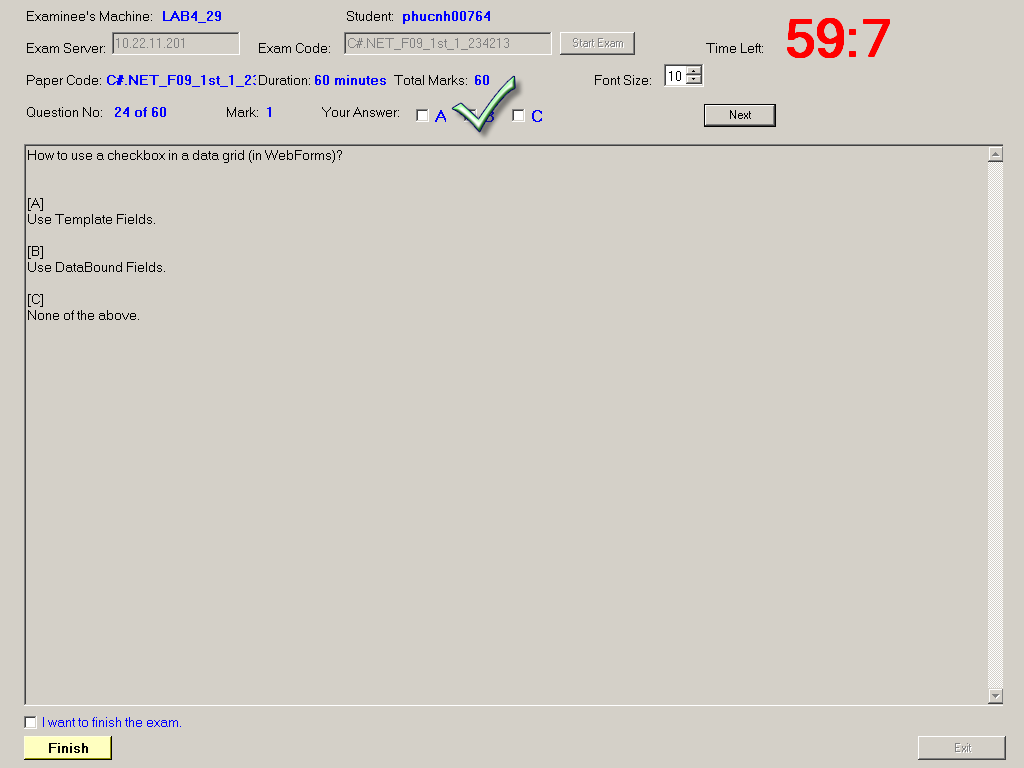 Examinee's Machine: LAB4_29 Student: phucnh00764
59:7
Exam Server: 10.22.11.201 Exam Code: C#.NET_F09_1st_1_234213 Start Exam Time Left:
Paper Code: C#.NET_F09_1st_1_23 Duration: 60 minutes Total Marks: 60 Font Size: 10
Question No: 24 of 60 Mark: 1 Your Answer: A B C Next
How to use a checkbox in a data grid (in WebForms)?
[A]
Use Template Fields.
[B]
Use DataBound Fields.
[C]
None of the above.
I want to finish the exam.
Finish Exit